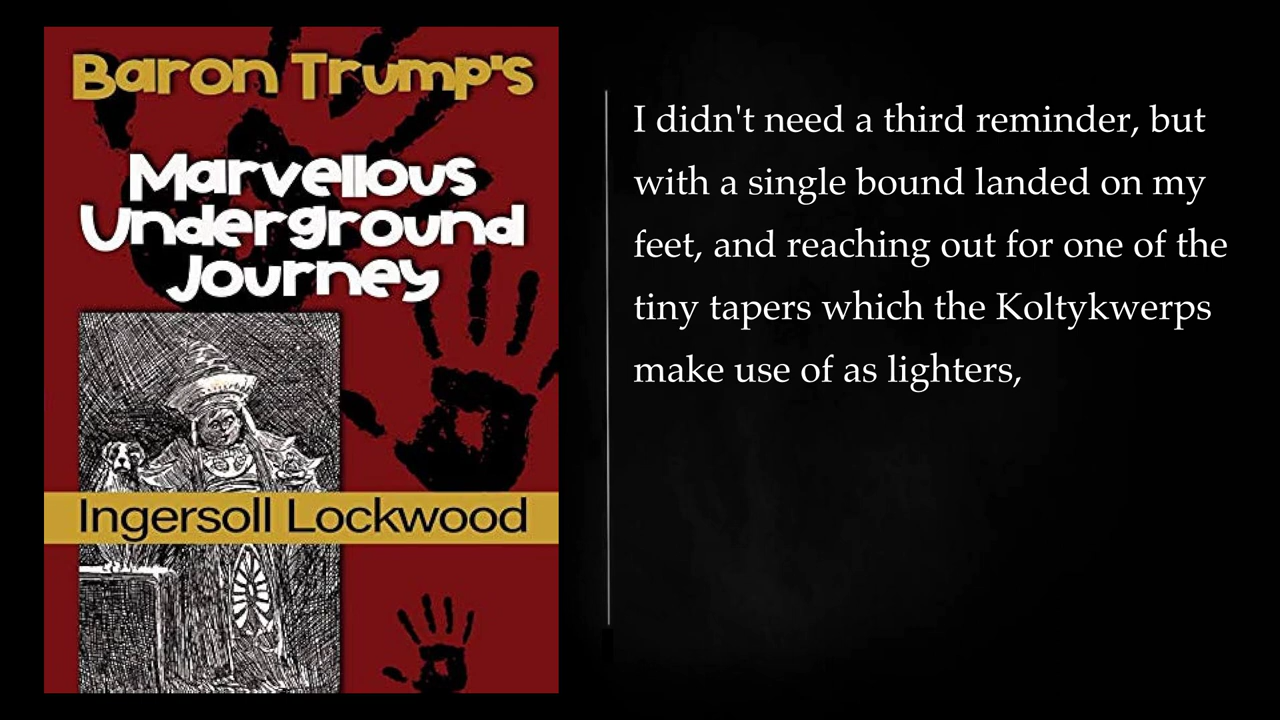 Baron Trump's
Marvellous
Underground
Journey
Ingersoll Lockwood
I didn't need a third reminder, but
with a single bound landed on my
feet, and reaching out for one of the
tiny tapers which the Koltykwerps
make use of as lighters,